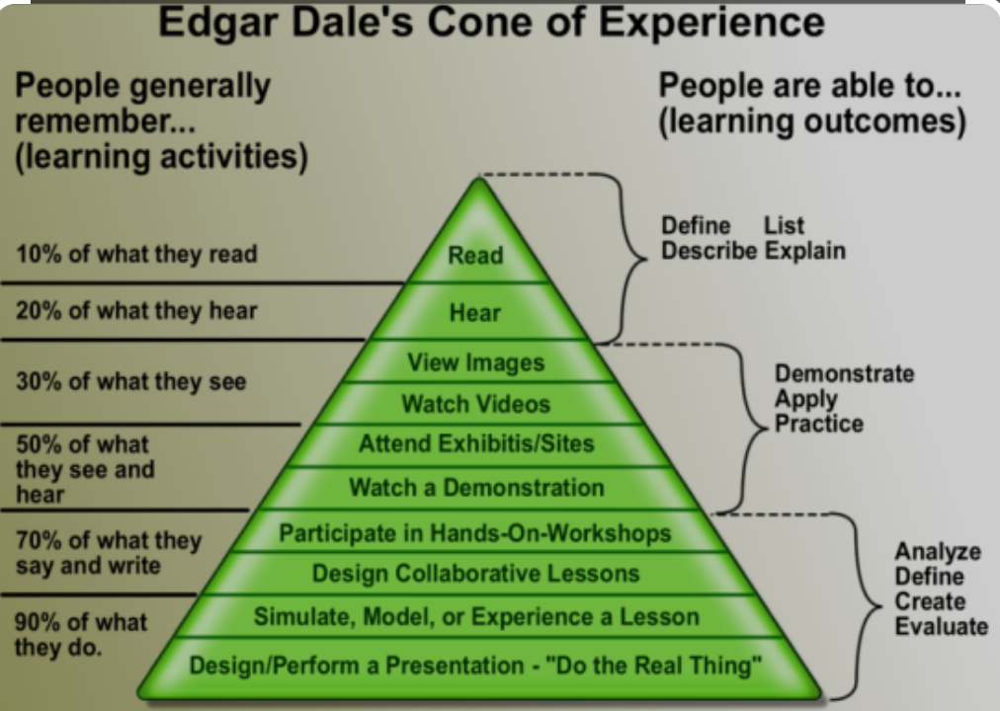 Edgar Dale's Cone of Experience
People generally
remember...
(learning activities)
People are able to...
(learning outcomes)
10% of what they read
20% of what they hear
30% of what they see
50% of what
they see and
hear
70% of what they
say and write
90% of what
they do.
Read
Hear
View Images
Watch Videos
Attend Exhibitis/Sites
Watch a Demonstration
Participate in Hands-On-Workshops
Design Collaborative Lessons
Simulate, Model, or Experience a Lesson
Design/Perform a Presentation - "Do the Real Thing"
Define List
Describe Explain
Demonstrate
Apply
Practice
Analyze
Define
Create
Evaluate